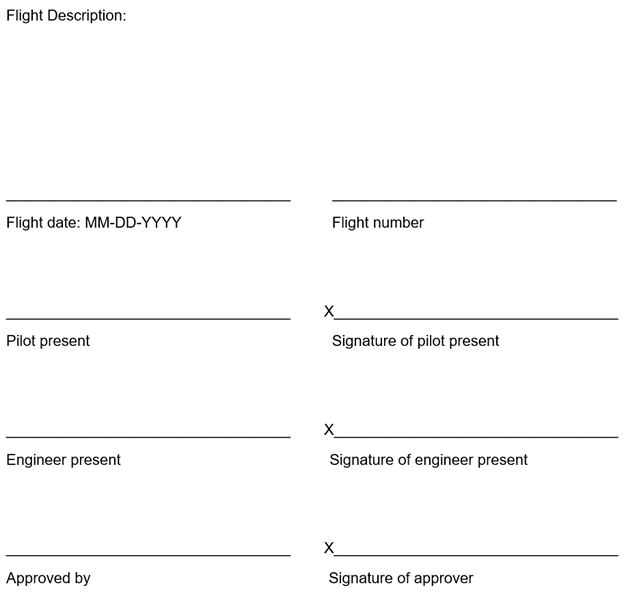 Flight Description:
Flight date: MM-DD-YYYY Flight number
X
Pilot present Signature of pilot present
X
Engineer present Signature of engineer present
X
Approved by Signature of approver